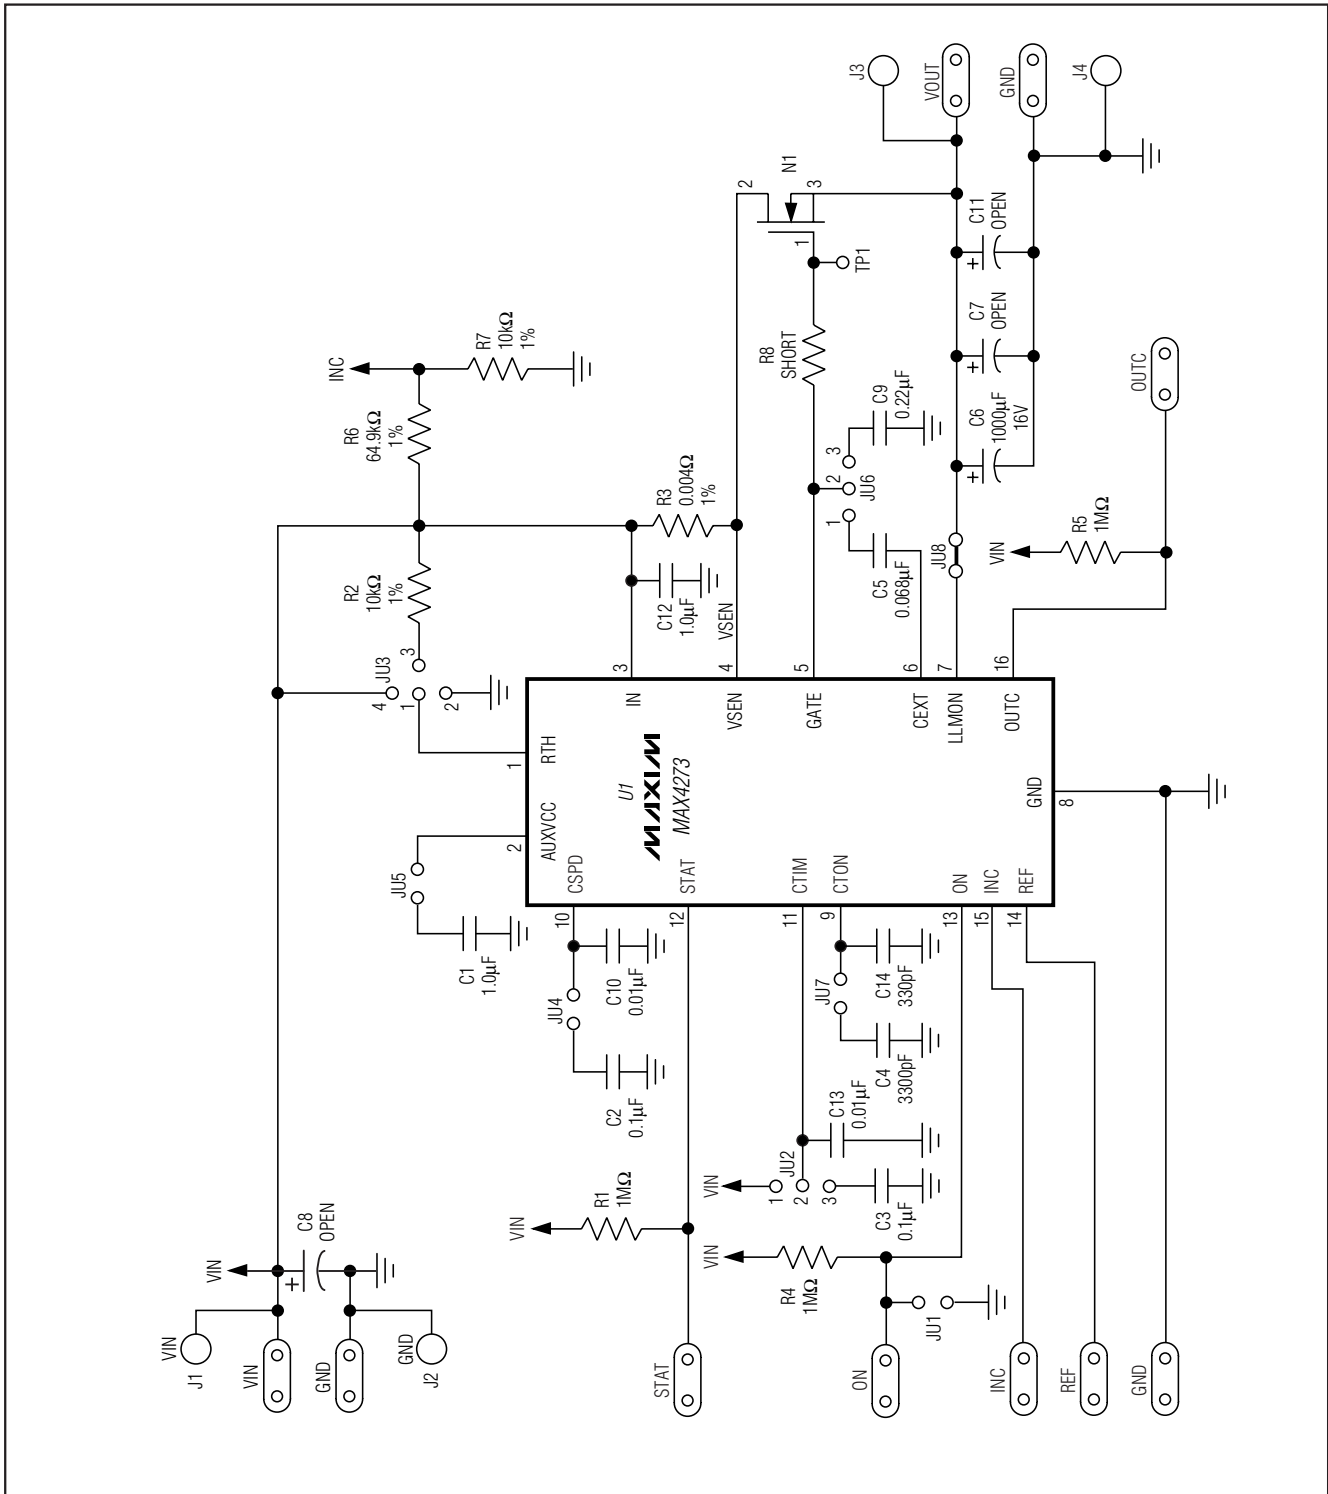 VIN
J1
VIN
GND
GND
J2
VIN
C8
OPEN
+
STAT
ON
INC
REF
GND
VIN
R1
1MΩ
VIN
R4
1MΩ
JU1
VIN
JU2
1
2
3
C3
0.1µF
C13
0.01µF
JU4
C2
0.1µF
C10
0.01µF
JU7
C4
3300pF
C14
330pF
JU5
C1
1.0µF
2
AUXVCC
1
RTH
10
CSPD
12
STAT
11
CTIM
9
CTON
13
ON
15
INC
14
REF
U1
MAXIM
MAX4273
GND
8
IN
3
VSEN
4
GATE
5
CEXT
6
LLMON
7
OUTC
16
JU3
4
1
2
3
R2
10kΩ
1%
R6
64.9kΩ
1%
INC
R7
10kΩ
1%
C12
1.0µF
R3
0.004Ω
1%
VSEN
C5
0.068µF
1
2
3
JU6
C9
0.22µF
R8
SHORT
TP1
1
2
3
N1
JU8
+
C6
1000µF
16V
+
C7
OPEN
+
C11
OPEN
J3
VOUT
GND
J4
VIN
R5
1MΩ
OUTC